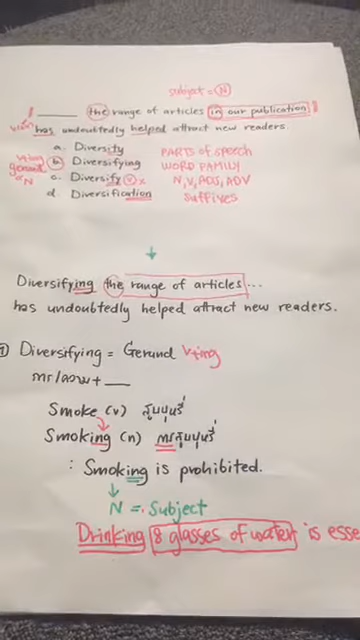 subject = N
_____ the range of articles in our publication
Verb
has undoubtedly helped attract new readers.
a. Diversity PARTS of SPEECH
V+ing gerund N
b. Diversifying WORD FAMILY
c. Diversify V x N, V, ADJ, ADV
d. Diversification Suffixes
↓
Diversifying the range of articles ...
has undoubtedly helped attract new readers.
① Diversifying = Gerund V+ing
การ/ความ + ___
Smoke (v) สูบบุหรี่
Smoking (n) การสูบบุหรี่
: Smoking is prohibited.
↓
N = Subject
Drinking 8 glasses of water is esse